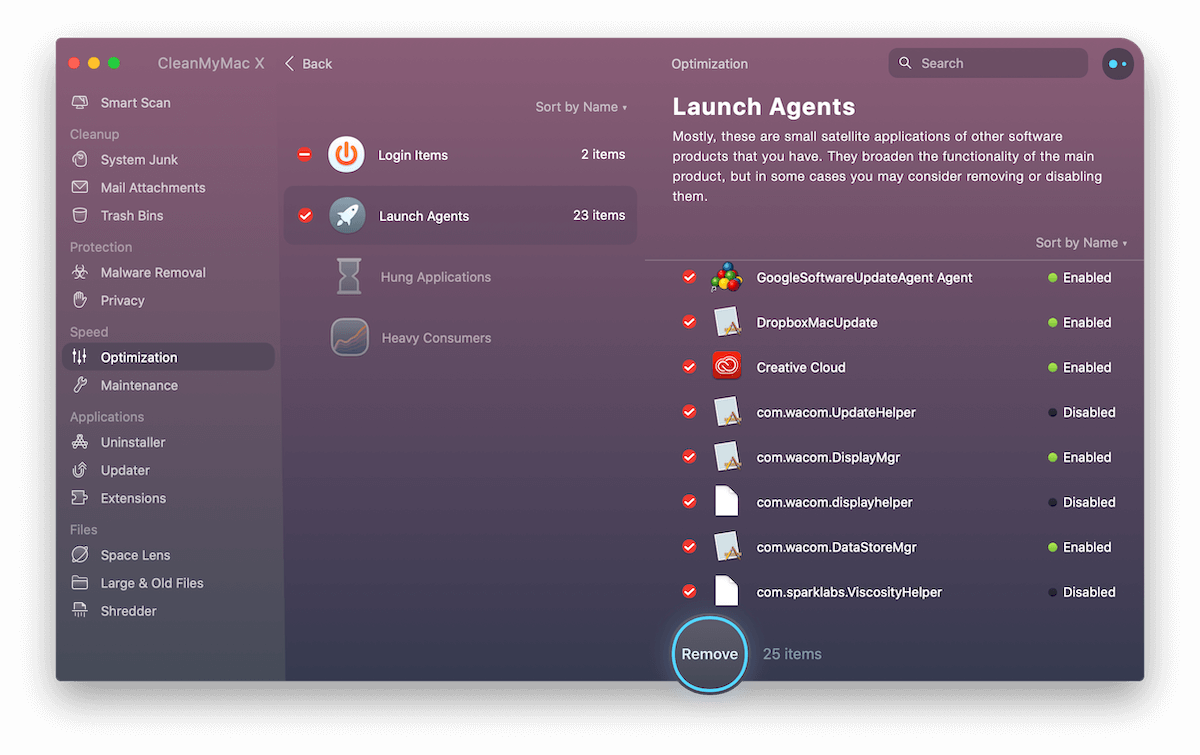 CleanMyMac X
Smart Scan
Cleanup
System Junk
Mail Attachments
Trash Bins
Protection
Malware Removal
Privacy
Speed
Optimization
Maintenance
Applications
Uninstaller
Updater
Extensions
Files
Space Lens
Large & Old Files
Shredder
Back
Sort by Name
Login Items 2 items
Launch Agents 23 items
Hung Applications
Heavy Consumers
Optimization
Search
Launch Agents
Mostly, these are small satellite applications of other software
products that you have. They broaden the functionality of the main
product, but in some cases you may consider removing or disabling
them.
Sort by Name
GoogleSoftwareUpdateAgent Agent Enabled
DropboxMacUpdate Enabled
Creative Cloud Enabled
com.wacom.UpdateHelper Disabled
com.wacom.DisplayMgr Enabled
com.wacom.displayhelper Disabled
com.wacom.DataStoreMgr Enabled
com.sparklabs.ViscosityHelper Disabled
Remove 25 items